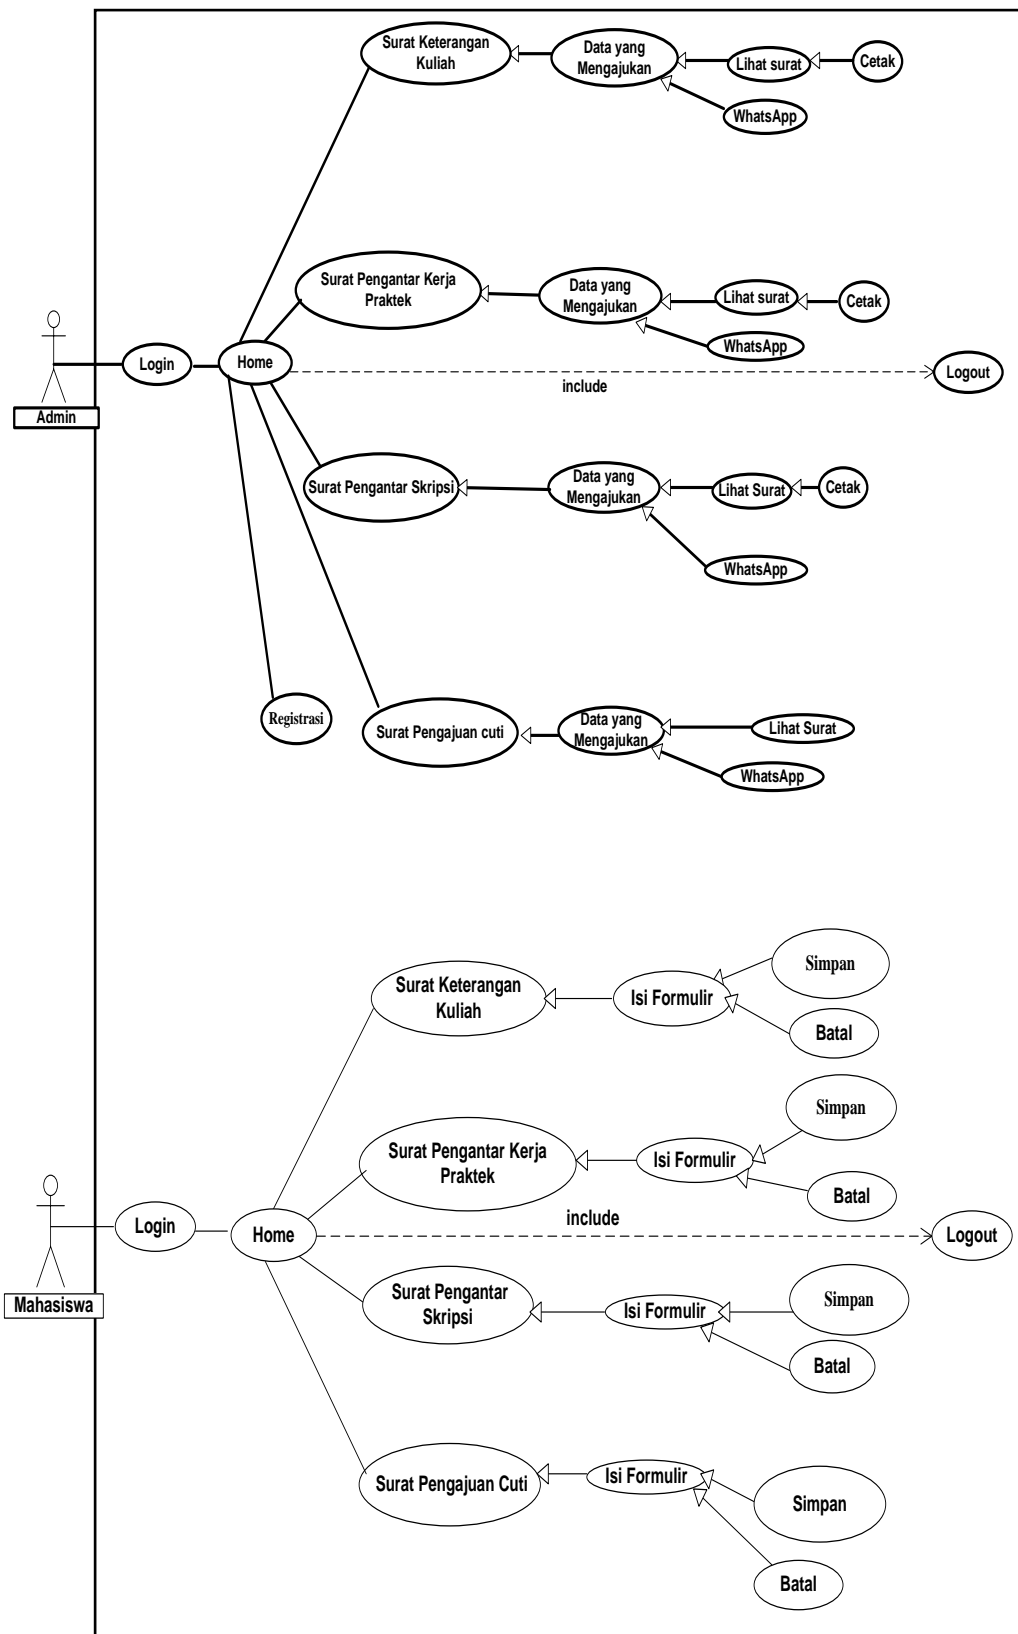 Surat Keterangan
Kuliah
Data yang
Mengajukan
Lihat surat
Cetak
WhatsApp
Surat Pengantar Kerja
Praktek
Data yang
Mengajukan
Lihat surat
Cetak
WhatsApp
Login
Home
include
Logout
Admin
Surat Pengantar Skripsi
Data yang
Mengajukan
Lihat Surat
Cetak
WhatsApp
Registrasi
Surat Pengajuan cuti
Data yang
Mengajukan
Lihat Surat
WhatsApp
Surat Keterangan
Kuliah
Isi Formulir
Simpan
Batal
Surat Pengantar Kerja
Praktek
Isi Formulir
Simpan
Batal
Login
Home
include
Logout
Mahasiswa
Surat Pengantar
Skripsi
Isi Formulir
Simpan
Batal
Surat Pengajuan Cuti
Isi Formulir
Simpan
Batal